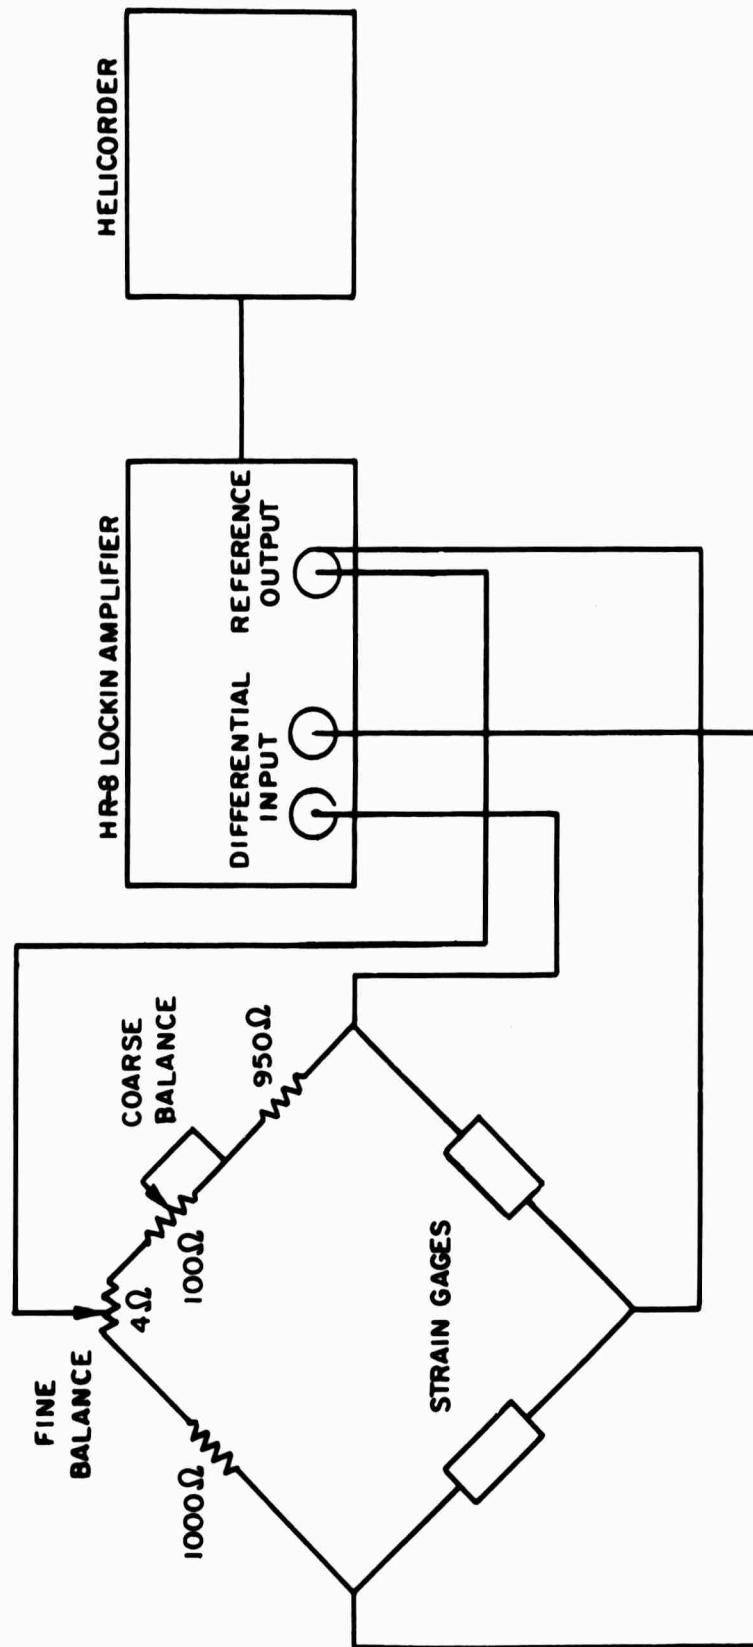 FINE
BALANCE
4Ω
1000Ω
COARSE
BALANCE
100Ω
950Ω
STRAIN GAGES
HR-8 LOCKIN AMPLIFIER
DIFFERENTIAL
INPUT
REFERENCE
OUTPUT
HELICORDER